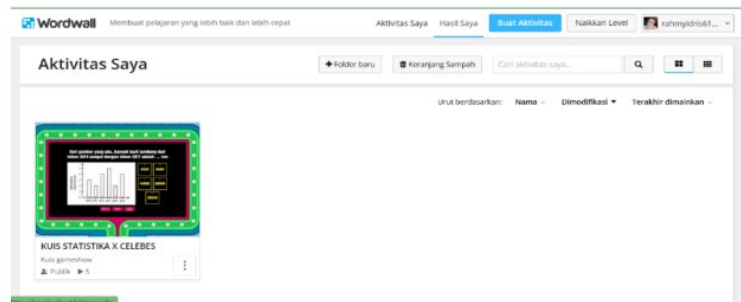 Wordwall Membuat pelajaran yang lebih baik dan lebih cepat Aktivitas Saya Hasil Saya Buat Aktivitas Naikkan Level rahmyidris61...
Aktivitas Saya + Folder baru Keranjang Sampah Cari aktivitas saya...
Urut berdasarkan: Nama Dimodifikasi Terakhir dimainkan
KUIS STATISTIKA X CELEBES
Kuis gameshow
Publik 5